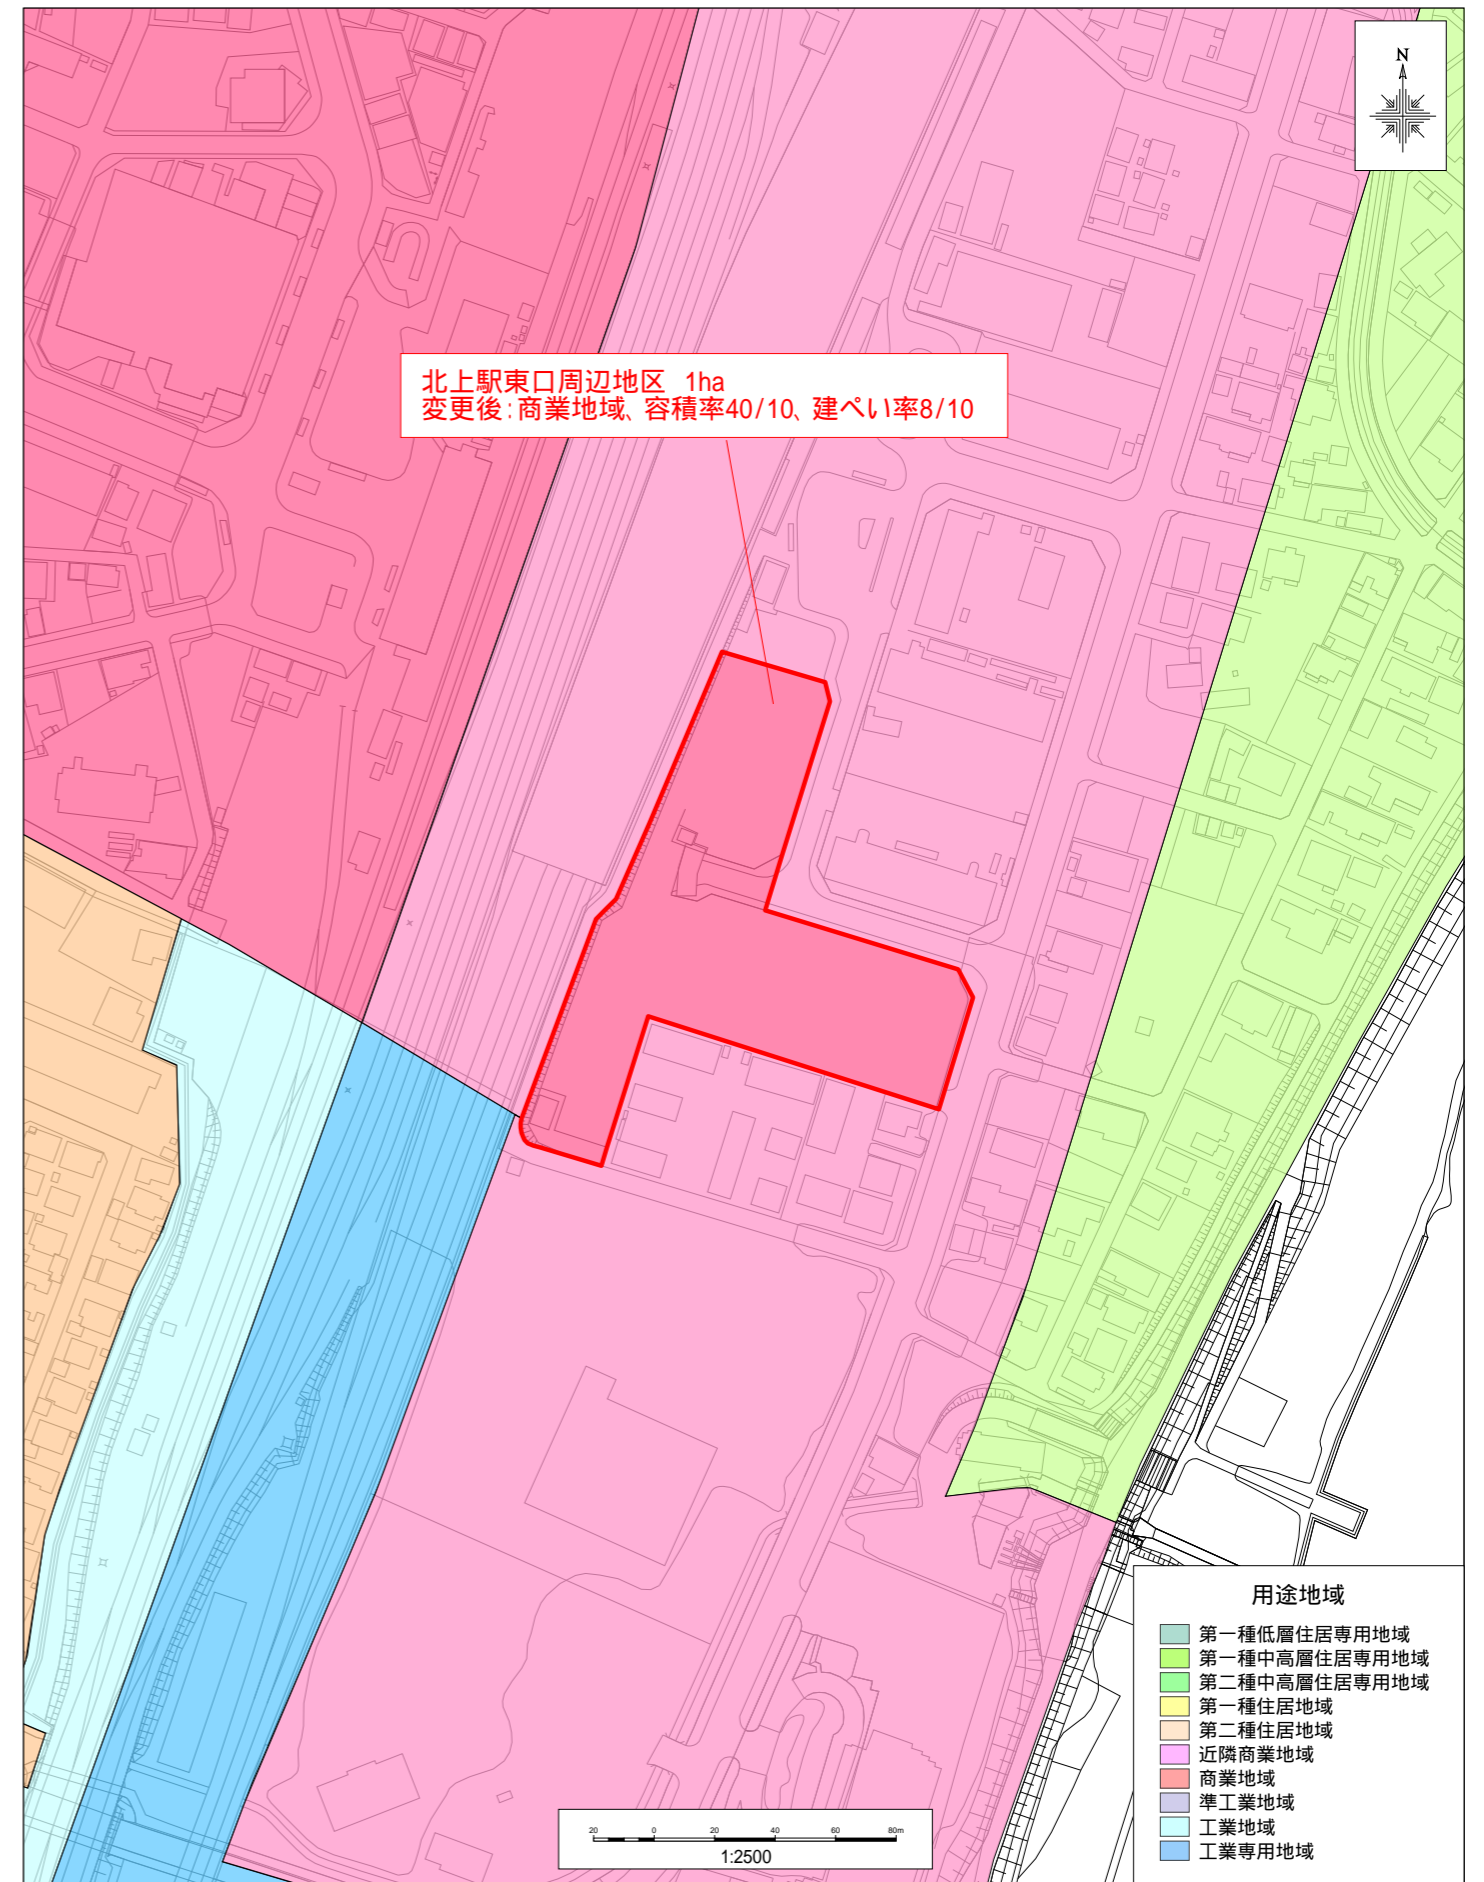 N
北上駅東口周辺地区 1ha
変更後:商業地域、容積率40/10、建ぺい率8/10
用途地域
第一種低層住居専用地域
第一種中高層住居専用地域
第二種中高層住居専用地域
第一種住居地域
第二種住居地域
近隣商業地域
商業地域
準工業地域
工業地域
工業専用地域
20 0 20 40 60 80m
1:2500